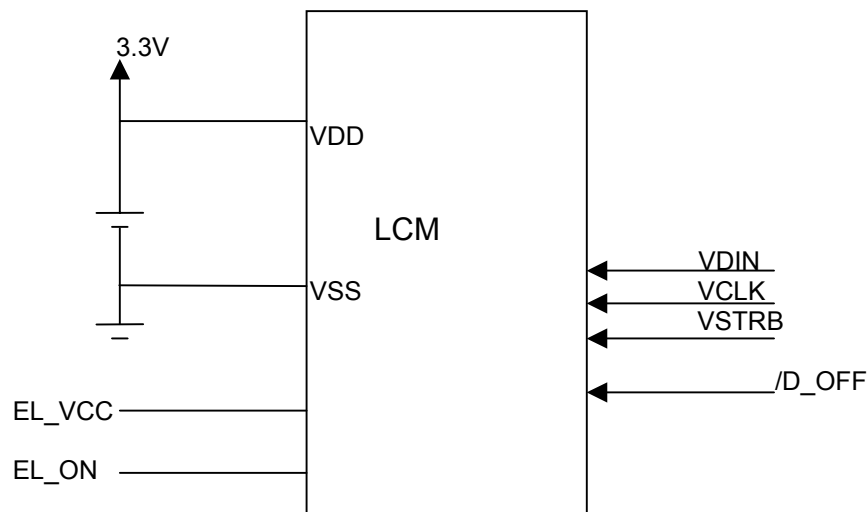 3.3V
VDD
LCM
VDIN
VSS
VCLK
VSTRB
/D_OFF
EL_VCC
EL_ON